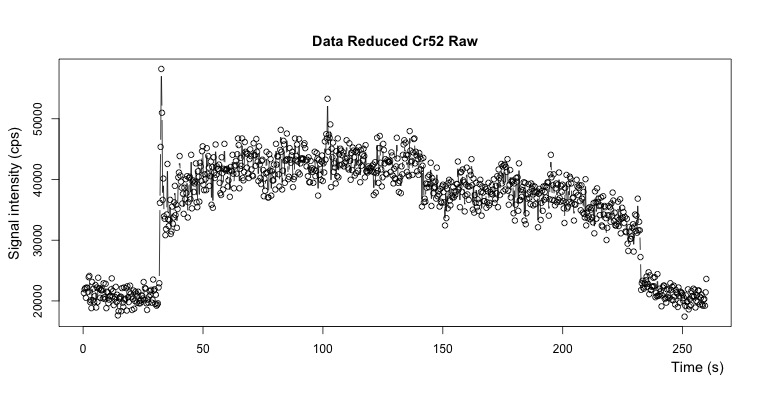 Data Reduced Cr52 Raw
50000
40000
30000
20000
Signal intensity (cps)
0 50 100 150 200 250
Time (s)